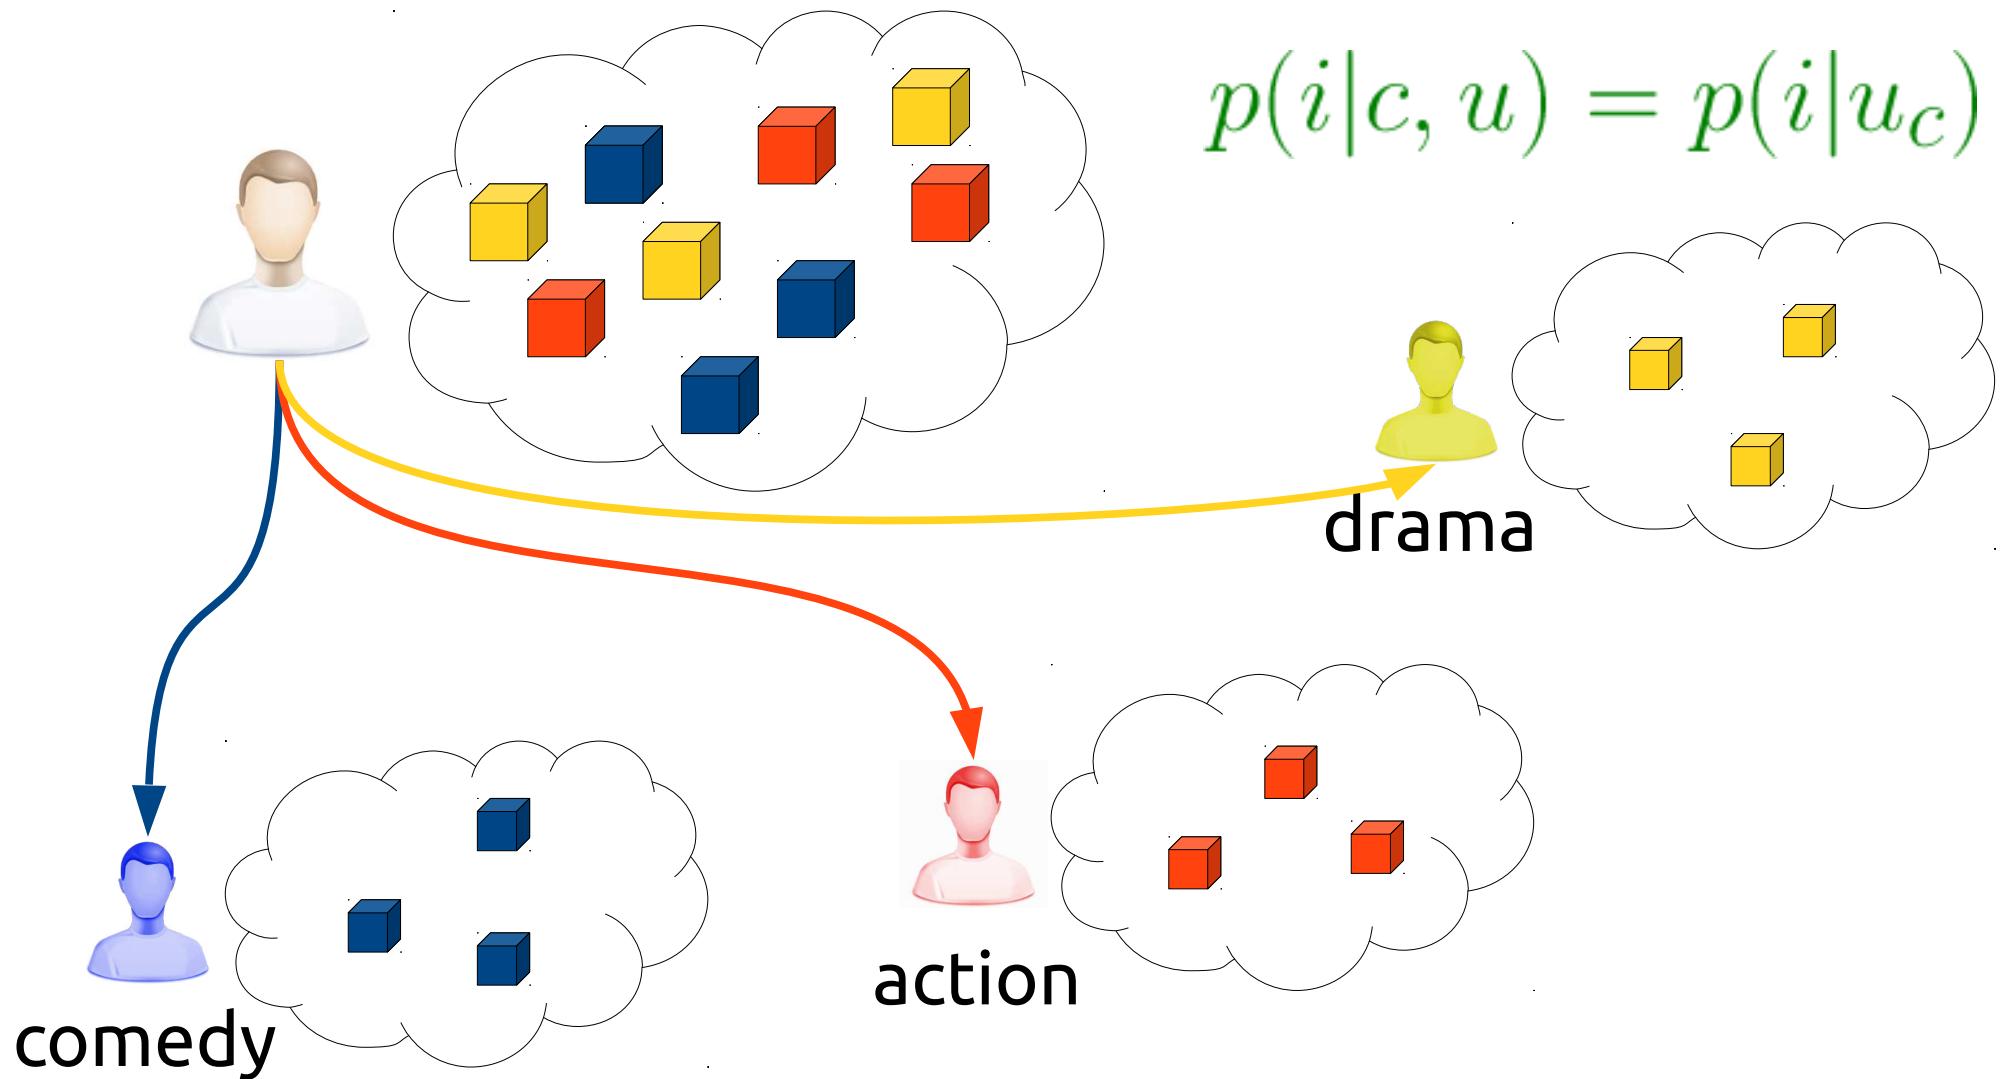 p(i|c, u) = p(i|u_c)
drama
action
comedy